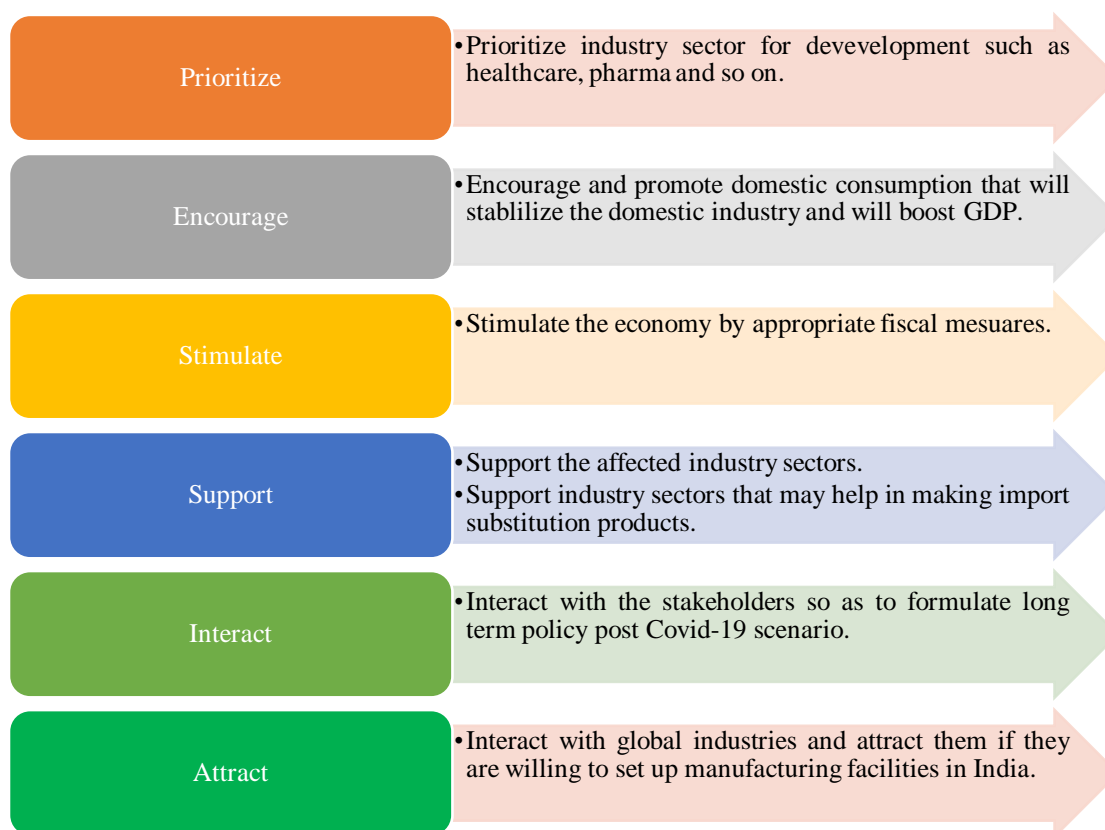 Prioritize
•Prioritize industry sector for devevelopment such as
healthcare, pharma and so on.
Encourage
•Encourage and promote domestic consumption that will
stablilize the domestic industry and will boost GDP.
Stimulate
•Stimulate the economy by appropriate fiscal mesuares.
Support
•Support the affected industry sectors.
•Support industry sectors that may help in making import
substitution products.
Interact
•Interact with the stakeholders so as to formulate long
term policy post Covid-19 scenario.
Attract
•Interact with global industries and attract them if they
are willing to set up manufacturing facilities in India.